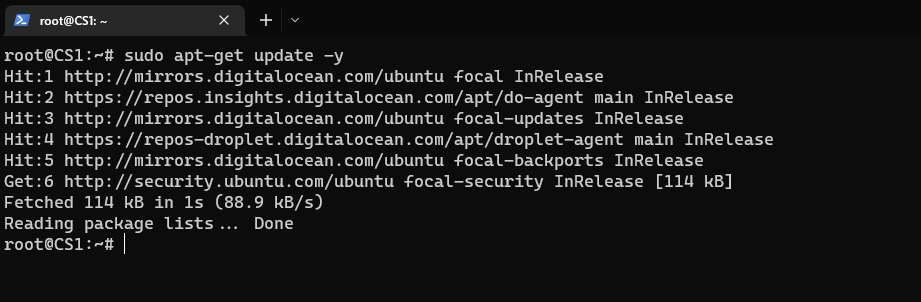 root@CS1: ~
root@CS1:~# sudo apt-get update -y
Hit:1 http://mirrors.digitalocean.com/ubuntu focal InRelease
Hit:2 https://repos.insights.digitalocean.com/apt/do-agent main InRelease
Hit:3 http://mirrors.digitalocean.com/ubuntu focal-updates InRelease
Hit:4 https://repos-droplet.digitalocean.com/apt/droplet-agent main InRelease
Hit:5 http://mirrors.digitalocean.com/ubuntu focal-backports InRelease
Get:6 http://security.ubuntu.com/ubuntu focal-security InRelease [114 kB]
Fetched 114 kB in 1s (88.9 kB/s)
Reading package lists... Done
root@CS1:~#